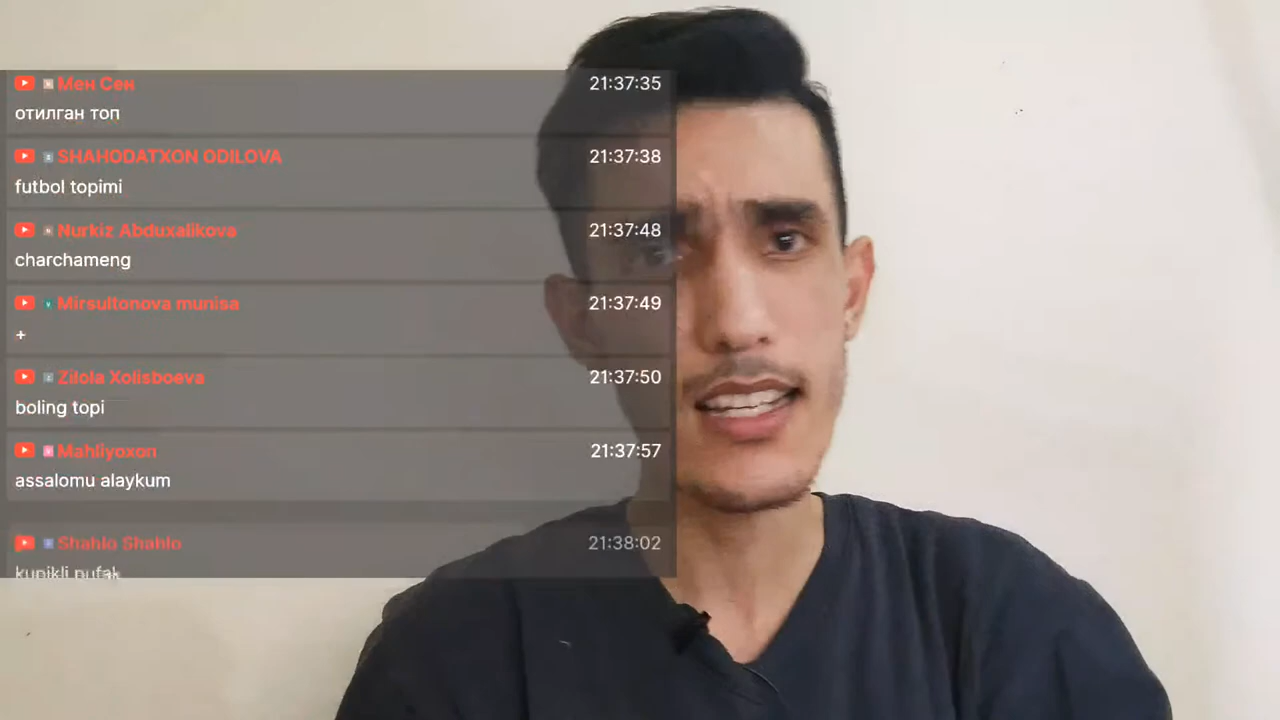 Мен Сен 21:37:35
отилган топ
SHAHODATXON ODILOVA 21:37:38
futbol topimi
Nurkiz Abduxalikova 21:37:48
charchameng
Mirsultonova munisa 21:37:49
+
Zilola Xolisboeva 21:37:50
boling topi
Mahliyoxon 21:37:57
assalomu alaykum
Shahlo Shahlo 21:38:02
kupikli pufak